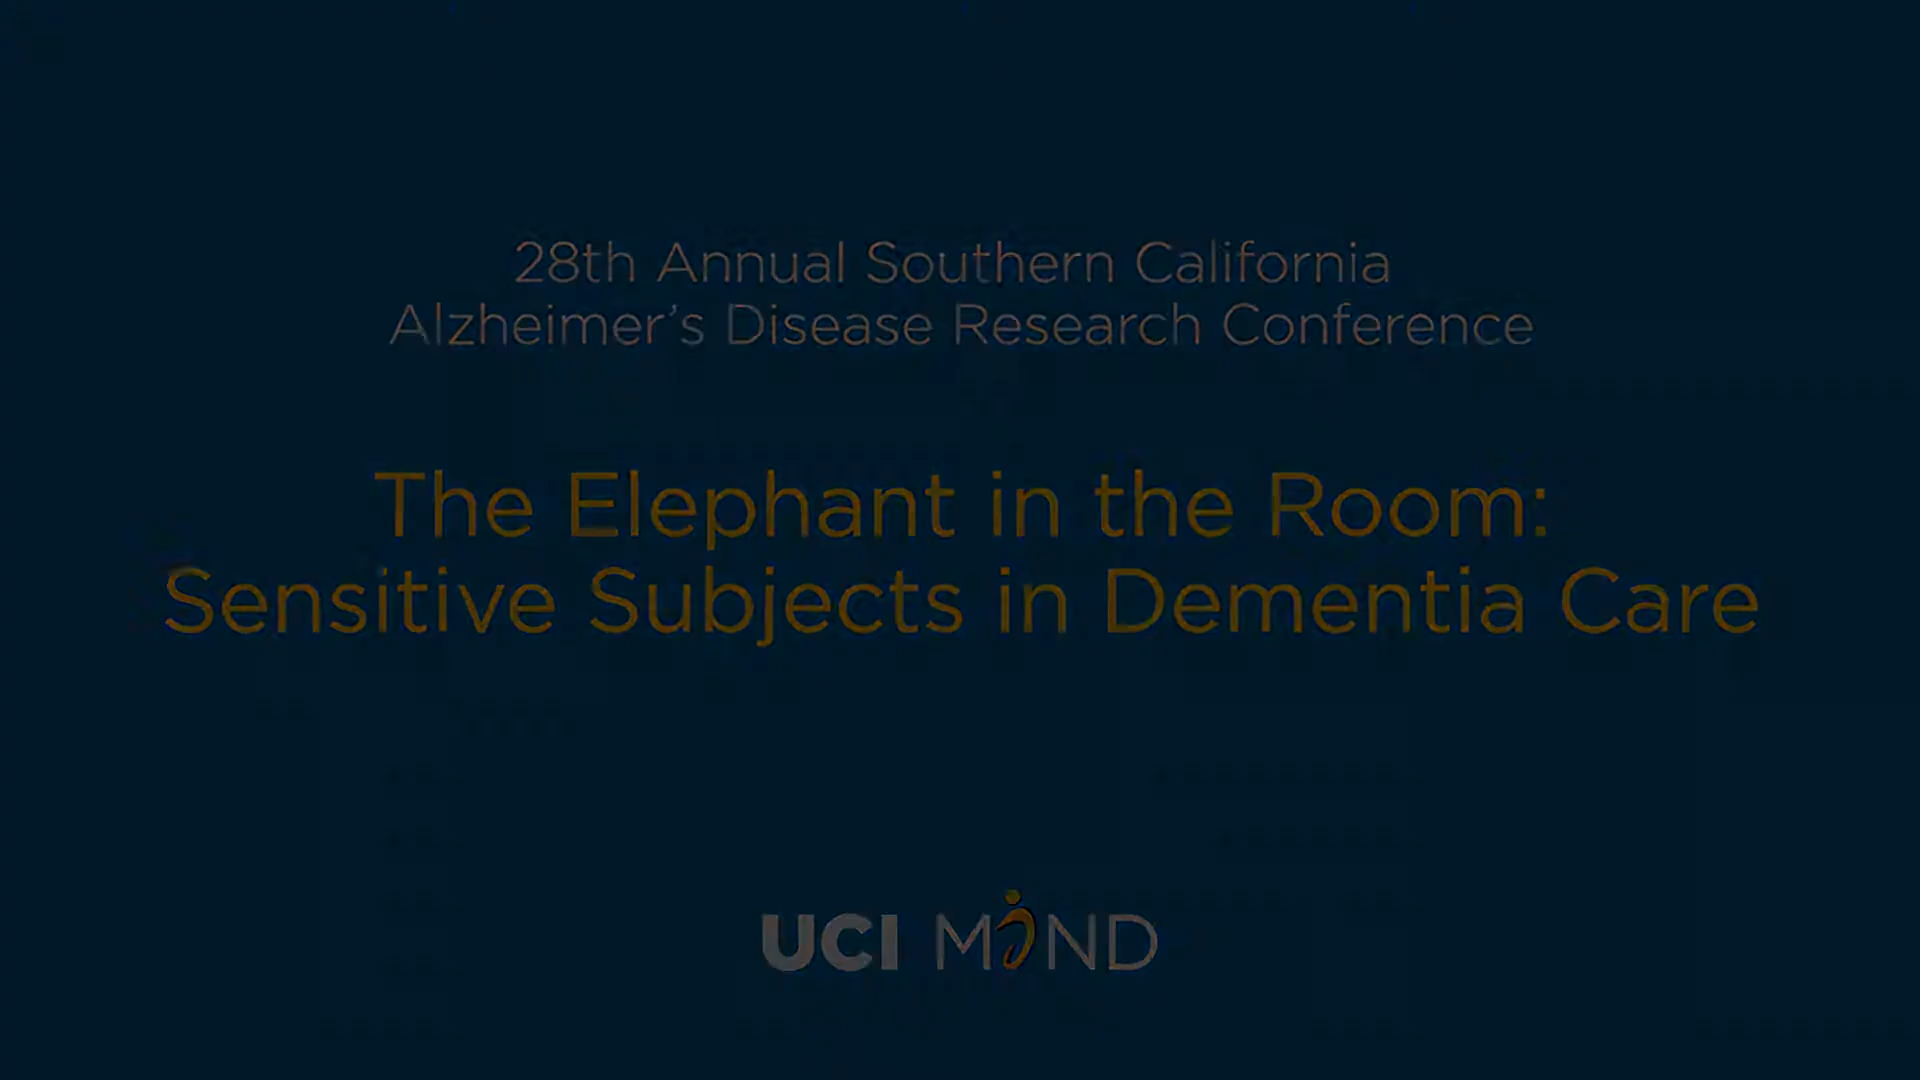 28th Annual Southern California
Alzheimer’s Disease Research Conference
The Elephant in the Room:
Sensitive Subjects in Dementia Care
UCI MIND